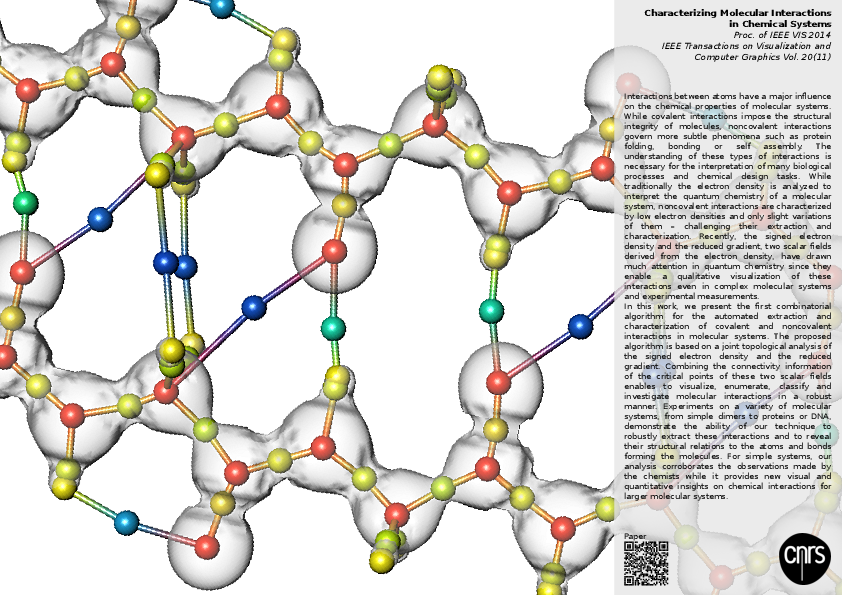 Characterizing Molecular Interactions
in Chemical Systems
Proc. of IEEE VIS 2014
IEEE Transactions on Visualization and
Computer Graphics Vol. 20(11)
Interactions between atoms have a major influence
on the chemical properties of molecular systems.
While covalent interactions impose the structural
integrity of molecules, noncovalent interactions
govern more subtle phenomena such as protein
folding, bonding or self assembly. The
understanding of these types of interactions is
necessary for the interpretation of many biological
processes and chemical design tasks. While
traditionally the electron density is analyzed to
interpret the quantum chemistry of a molecular
system, noncovalent interactions are characterized
by low electron densities and only slight variations
of them - challenging their extraction and
characterization. Recently, the signed electron
density and the reduced gradient, two scalar fields
derived from the electron density, have drawn
much attention in quantum chemistry since they
enable a qualitative visualization of these
interactions even in complex molecular systems
and experimental measurements.
In this work, we present the first combinatorial
algorithm for the automated extraction and
characterization of covalent and noncovalent
interactions in molecular systems. The proposed
algorithm is based on a joint topological analysis of
the signed electron density and the reduced
gradient. Combining the connectivity information
of the critical points of these two scalar fields
enables to visualize, enumerate, classify and
investigate molecular interactions in a robust
manner. Experiments on a variety of molecular
systems, from simple dimers to proteins or DNA,
demonstrate the ability of our technique to
robustly extract these interactions and to reveal
their structural relations to the atoms and bonds
forming the molecules. For simple systems, our
analysis corroborates the observations made by
the chemists while it provides new visual and
quantitative insights on chemical interactions for
larger molecular systems.
Paper
cnrs